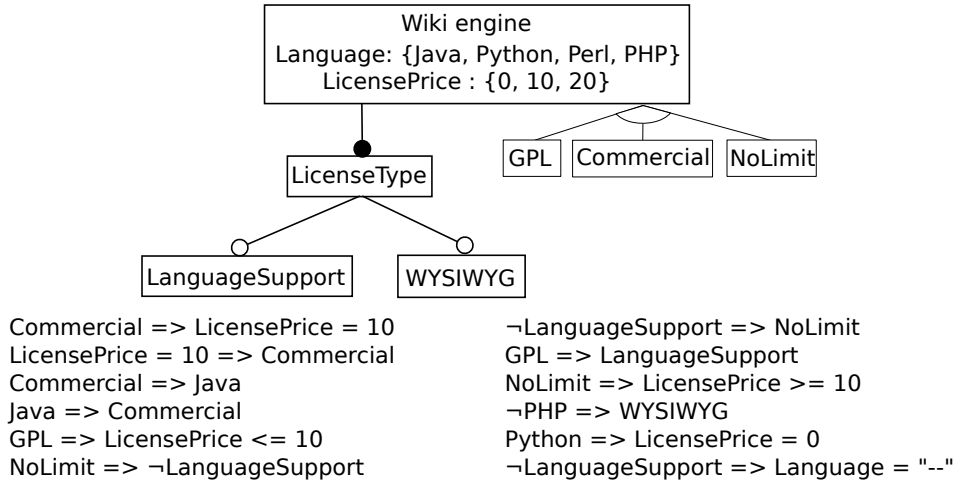 Wiki engine
Language: {Java, Python, Perl, PHP}
LicensePrice : {0, 10, 20}
GPL
Commercial
NoLimit
LicenseType
LanguageSupport
WYSIWYG
Commercial => LicensePrice = 10
LicensePrice = 10 => Commercial
Commercial => Java
Java => Commercial
GPL => LicensePrice <= 10
NoLimit => ¬LanguageSupport
¬LanguageSupport => NoLimit
GPL => LanguageSupport
NoLimit => LicensePrice >= 10
¬PHP => WYSIWYG
Python => LicensePrice = 0
¬LanguageSupport => Language = "--"